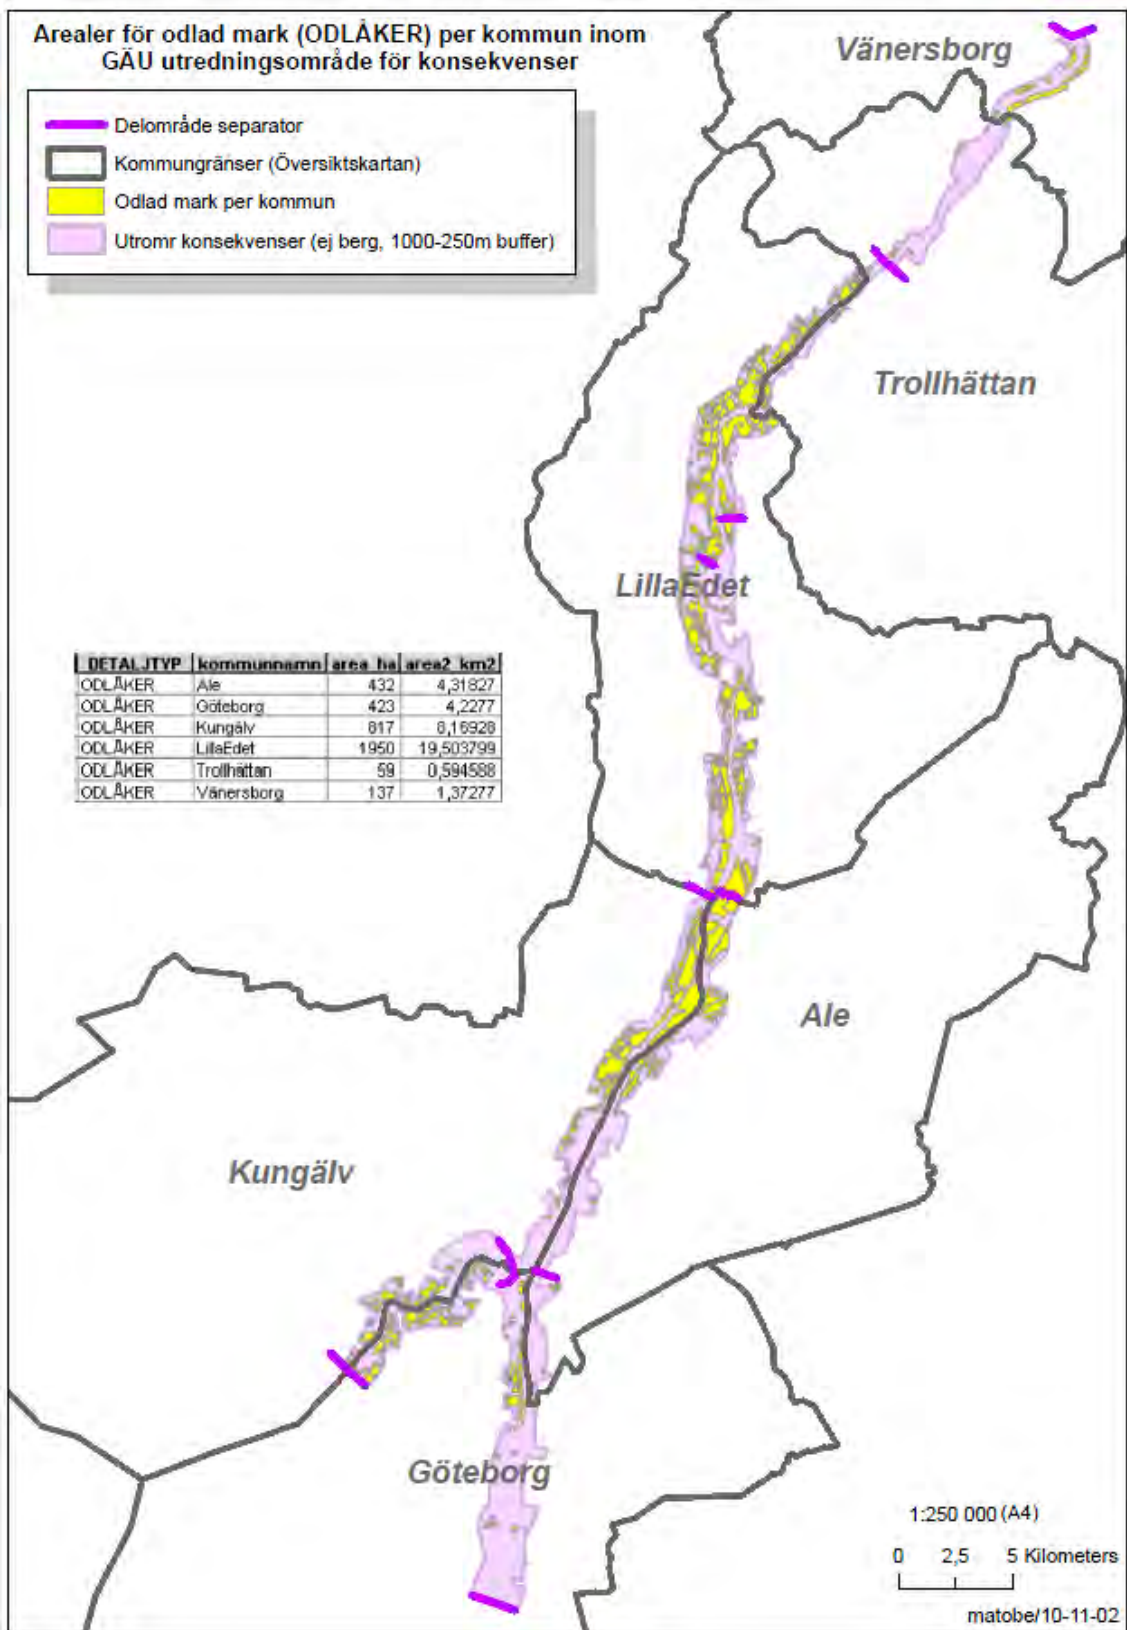 Arealer för odlad mark (ODLÅKER) per kommun inom
GÄU utredningsområde för konsekvenser
Delområde separator
Kommungränser (Översiktskartan)
Odlad mark per kommun
Utromr konsekvenser (ej berg, 1000-250m buffer)
Vänersborg
Trollhättan
LillaEdet
DETALJTYP kommunnamn area_ha area2_km2
ODLÅKER Ale 432 4,31827
ODLÅKER Göteborg 423 4,2277
ODLÅKER Kungälv 817 8,16928
ODLÅKER LillaEdet 1950 19,503799
ODLÅKER Trollhättan 59 0,594588
ODLÅKER Vänersborg 137 1,37277
Ale
Kungälv
Göteborg
1:250 000 (A4)
0 2,5 5 Kilometers
matobe/10-11-02